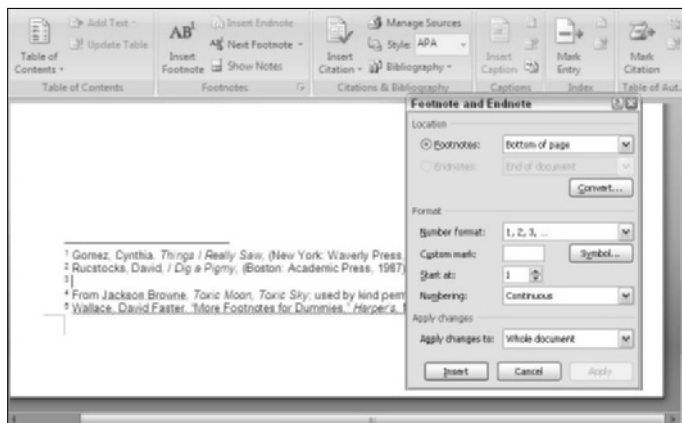 Table of Contents
Add Text
Update Table
Table of Contents
AB¹
Insert Footnote
Insert Endnote
Next Footnote
Show Notes
Footnotes
Insert Citation
Manage Sources
Style: APA
Bibliography
Citations & Bibliography
Insert Caption
Captions
Mark Entry
Index
Mark Citation
Table of Aut...
Footnote and Endnote
Location
Footnotes: Bottom of page
Endnotes: End of document
Convert...
Format
Number format: 1, 2, 3, ...
Custom mark: Symbol...
Start at: 1
Numbering: Continuous
Apply changes
Apply changes to: Whole document
Insert Cancel Apply
1 Gomez, Cynthia. Things I Really Saw, (New York: Waverly Press,
2 Rucstocks, David, I Dig a Pigmy, (Boston: Academic Press, 1987)
3
4 From Jackson Browne, Toxic Moon, Toxic Sky; used by kind perm
5 Wallace, David Faster. "More Footnotes for Dummies," Harper's,